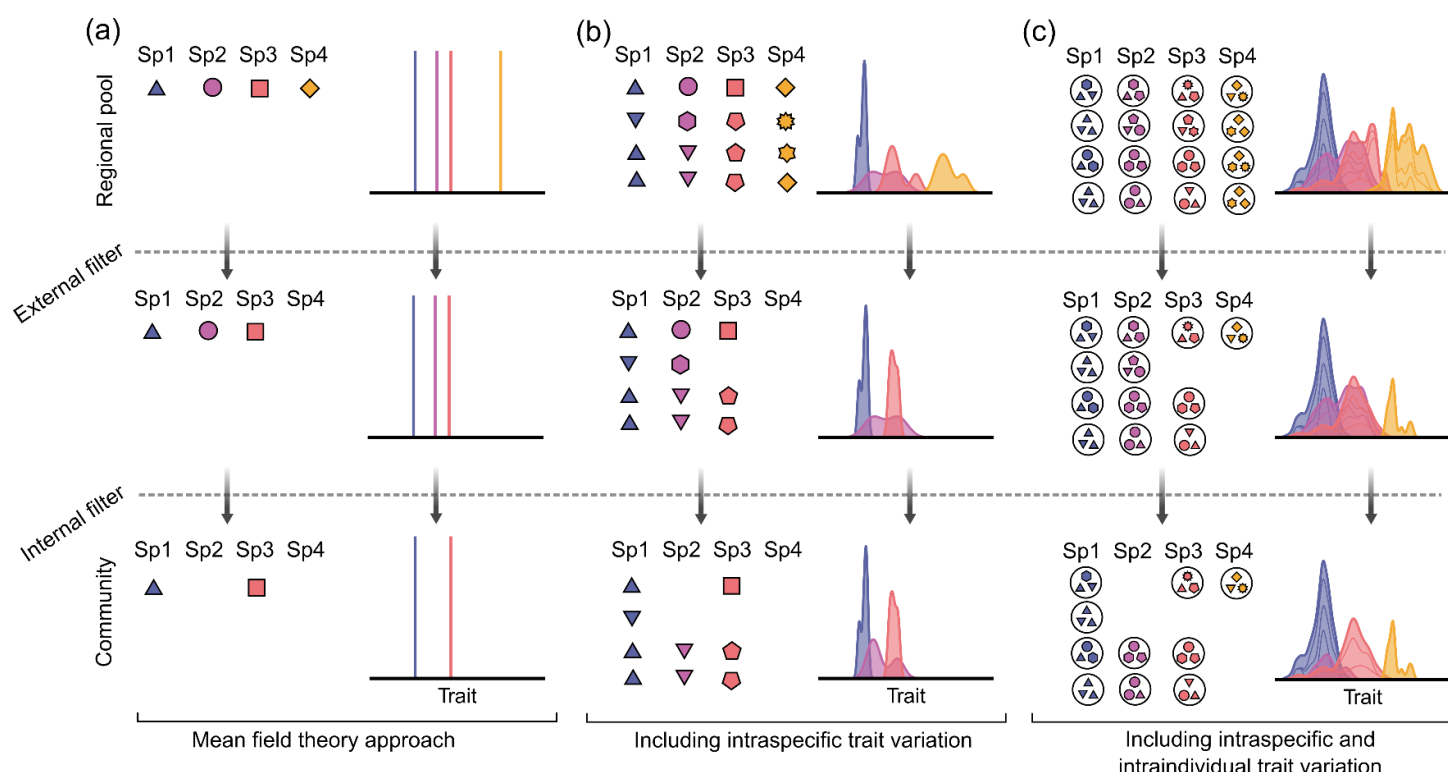 (a)
(b)
(c)
Sp1 Sp2 Sp3 Sp4
Sp1 Sp2 Sp3 Sp4
Sp1 Sp2 Sp3 Sp4
Regional pool
External filter
Sp1 Sp2 Sp3 Sp4
Sp1 Sp2 Sp3 Sp4
Sp1 Sp2 Sp3 Sp4
Internal filter
Sp1 Sp2 Sp3 Sp4
Sp1 Sp2 Sp3 Sp4
Sp1 Sp2 Sp3 Sp4
Community
Trait
Trait
Mean field theory approach
Including intraspecific trait variation
Including intraspecific and
intraindividual trait variation